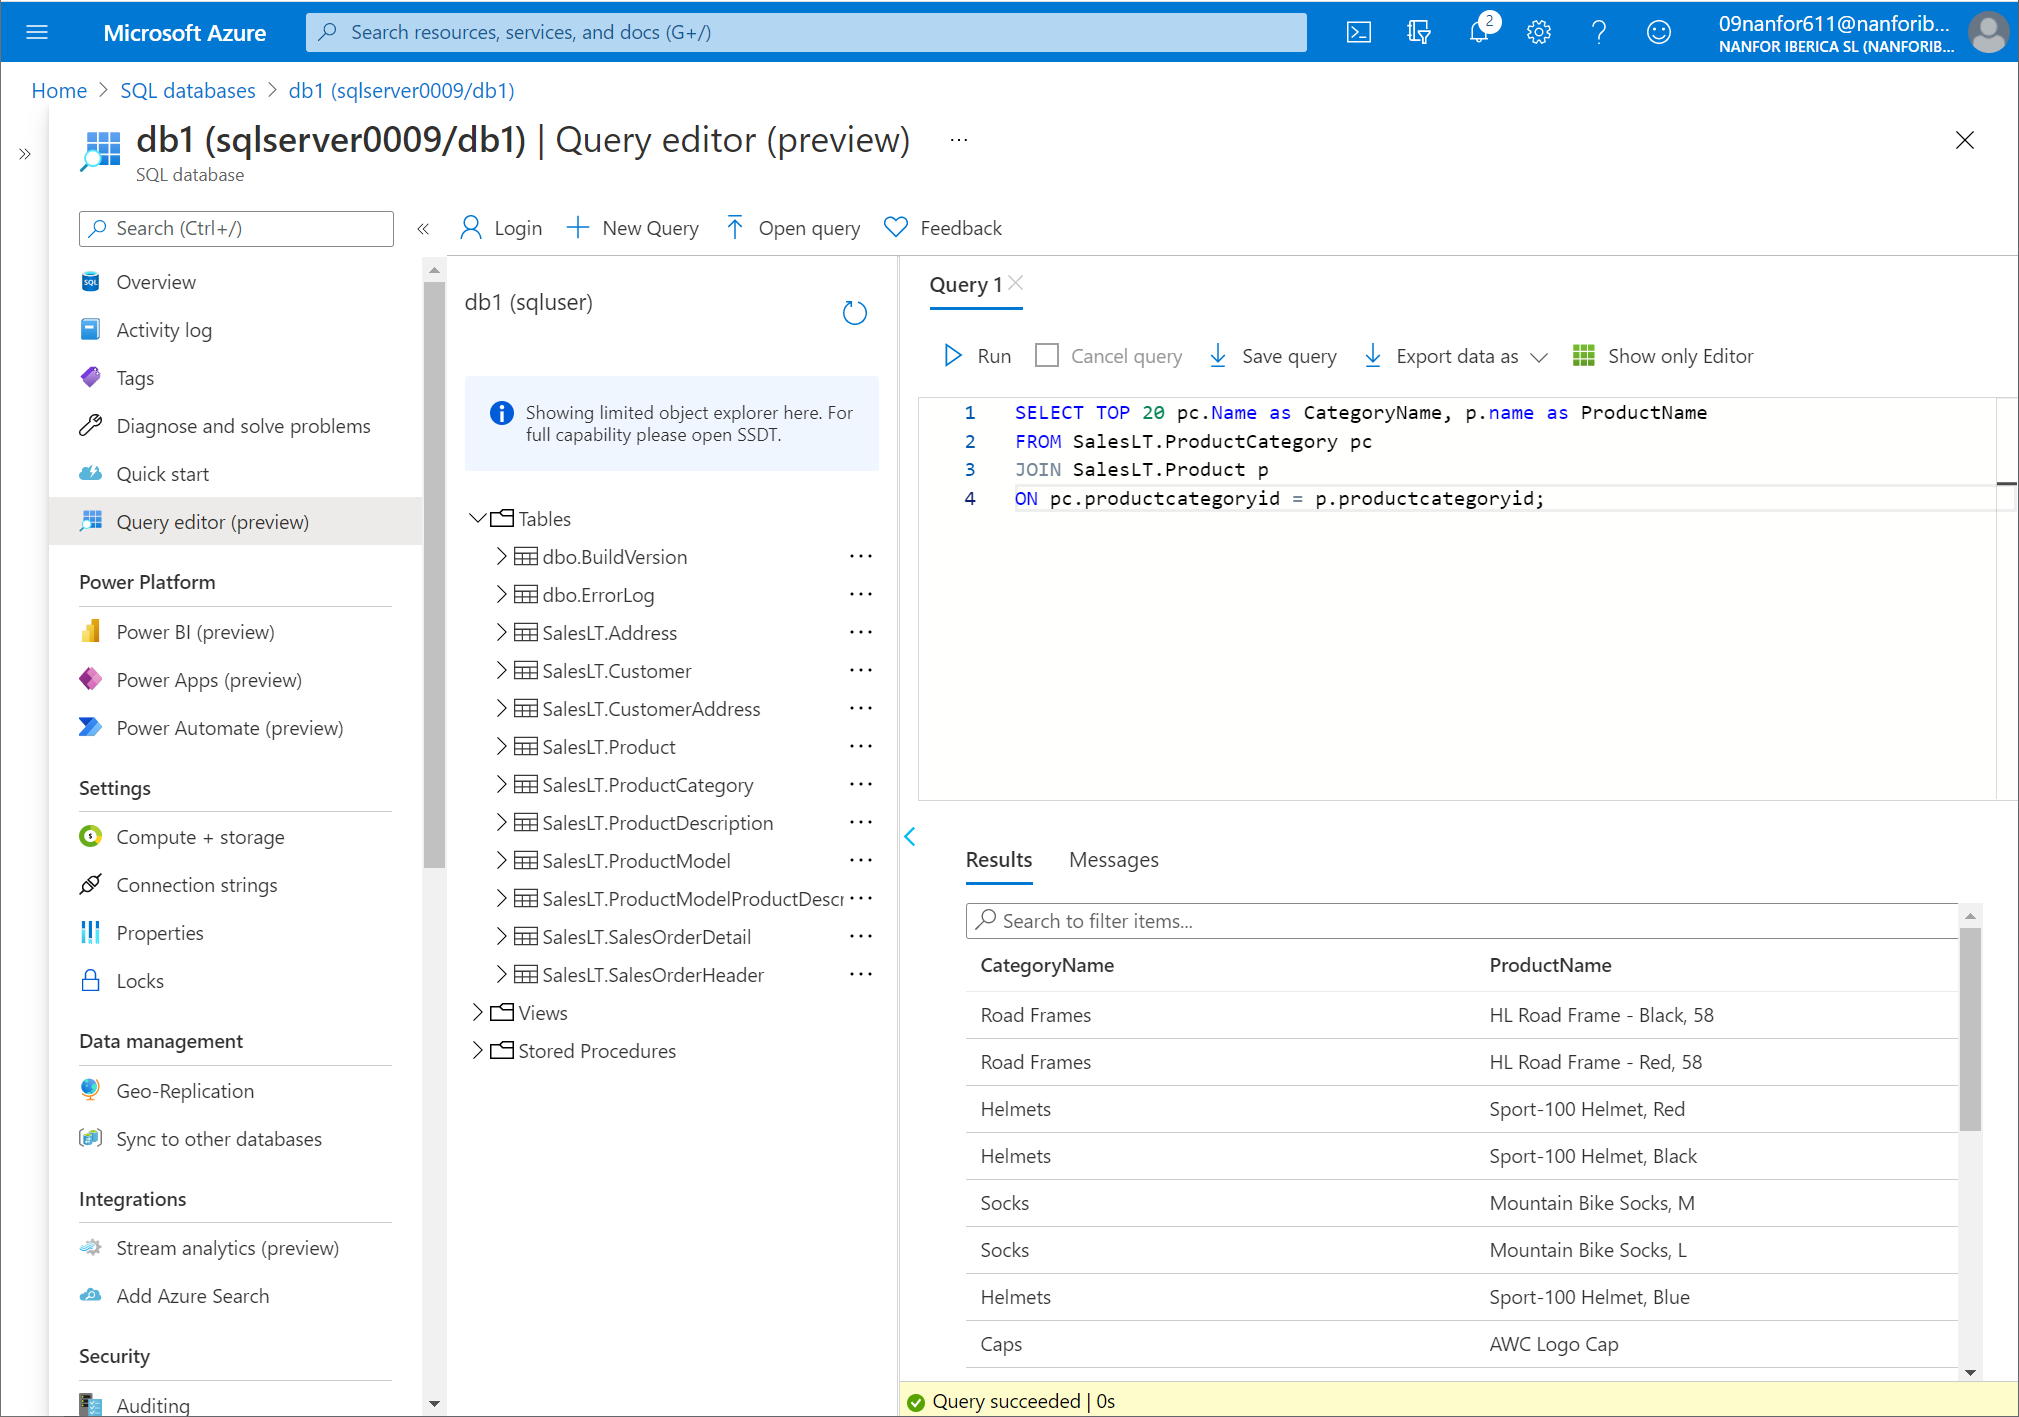 Microsoft Azure
Search resources, services, and docs (G+/)
2
09nanfor611@nanforib...
NANFOR IBERICA SL (NANFORIB...
Home > SQL databases > db1 (sqlserver0009/db1)
db1 (sqlserver0009/db1) | Query editor (preview) ...
SQL database
Search (Ctrl+/)
Login
New Query
Open query
Feedback
Overview
Activity log
Tags
Diagnose and solve problems
Quick start
Query editor (preview)
Power Platform
Power BI (preview)
Power Apps (preview)
Power Automate (preview)
Settings
Compute + storage
Connection strings
Properties
Locks
Data management
Geo-Replication
Sync to other databases
Integrations
Stream analytics (preview)
Add Azure Search
Security
Auditing
db1 (sqluser)
Showing limited object explorer here. For
full capability please open SSDT.
Tables
dbo.BuildVersion
dbo.ErrorLog
SalesLT.Address
SalesLT.Customer
SalesLT.CustomerAddress
SalesLT.Product
SalesLT.ProductCategory
SalesLT.ProductDescription
SalesLT.ProductModel
SalesLT.ProductModelProductDescr
SalesLT.SalesOrderDetail
SalesLT.SalesOrderHeader
Views
Stored Procedures
Query 1
Run
Cancel query
Save query
Export data as
Show only Editor
1 SELECT TOP 20 pc.Name as CategoryName, p.name as ProductName
2 FROM SalesLT.ProductCategory pc
3 JOIN SalesLT.Product p
4 ON pc.productcategoryid = p.productcategoryid;
Results
Messages
Search to filter items...
CategoryName ProductName
Road Frames HL Road Frame - Black, 58
Road Frames HL Road Frame - Red, 58
Helmets Sport-100 Helmet, Red
Helmets Sport-100 Helmet, Black
Socks Mountain Bike Socks, M
Socks Mountain Bike Socks, L
Helmets Sport-100 Helmet, Blue
Caps AWC Logo Cap
Query succeeded | 0s